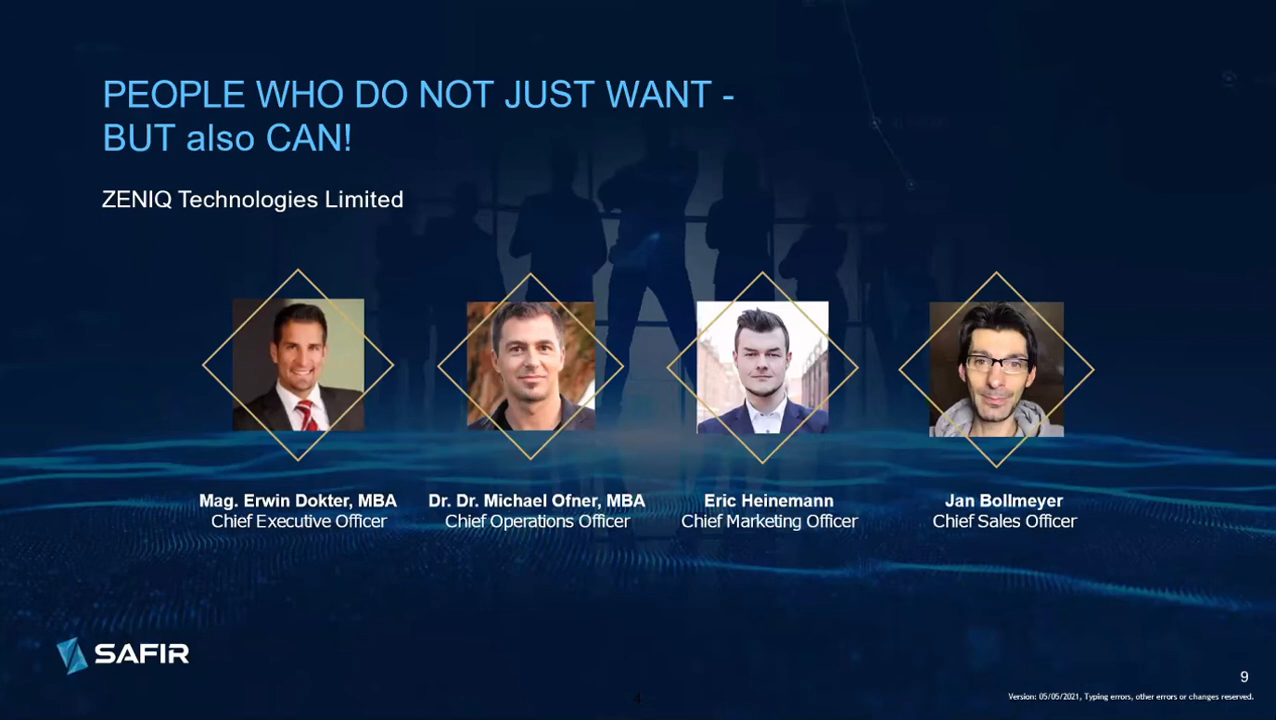 PEOPLE WHO DO NOT JUST WANT -
BUT also CAN!
ZENIQ Technologies Limited
Mag. Erwin Dokter, MBA
Chief Executive Officer
Dr. Dr. Michael Ofner, MBA
Chief Operations Officer
Eric Heinemann
Chief Marketing Officer
Jan Bollmeyer
Chief Sales Officer
SAFIR
9
4
Version: 05/05/2021, Typing errors, other errors or changes reserved.